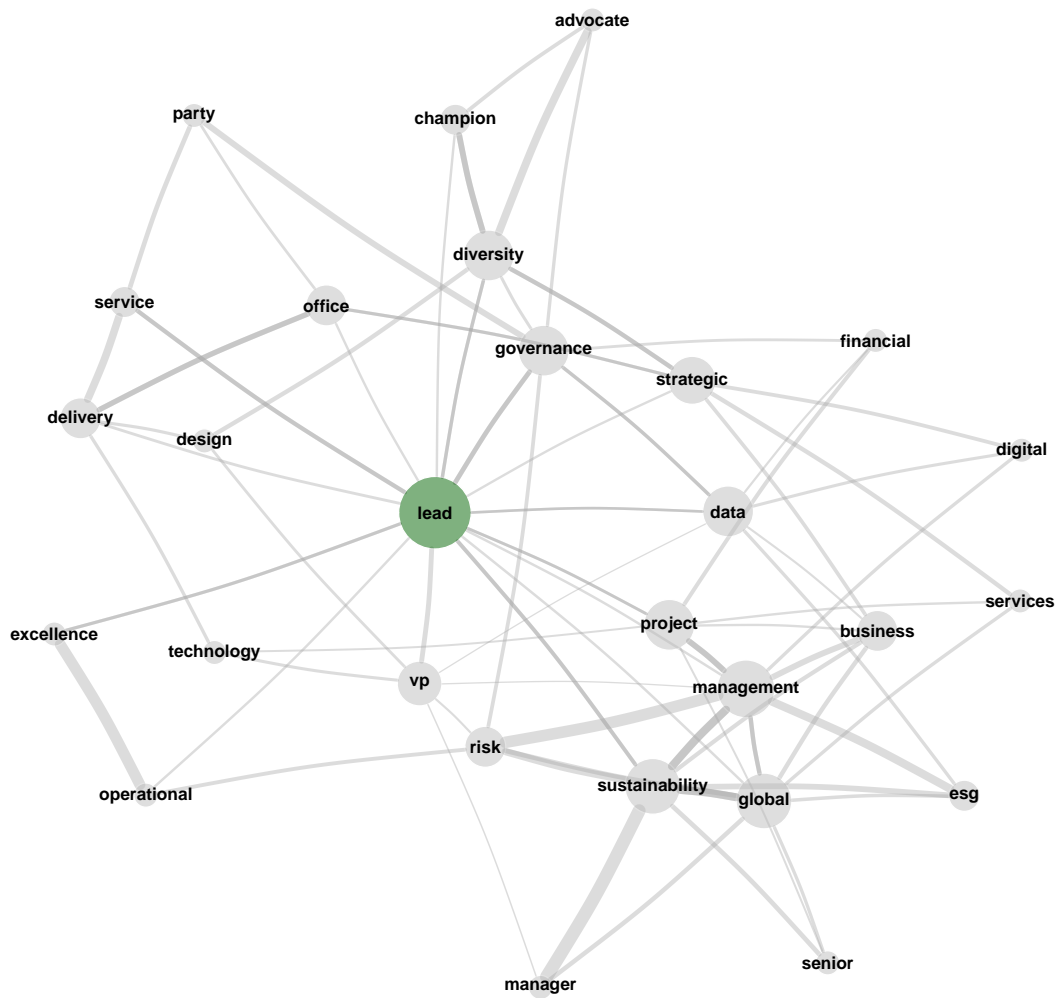 advocate
party
champion
diversity
service
office
governance
financial
strategic
delivery
design
digital
lead
data
services
project
business
excellence
technology
vp
management
risk
sustainability
global
operational
esg
senior
manager